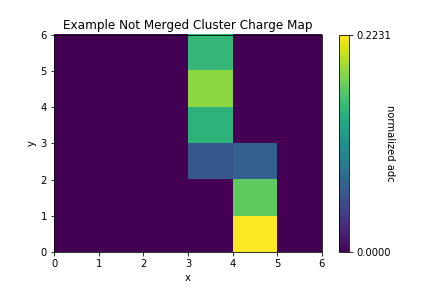 Example Not Merged Cluster Charge Map
6
5
4
3
2
1
0
y
0 1 2 3 4 5 6
x
0.2231
0.0000
normalized adc